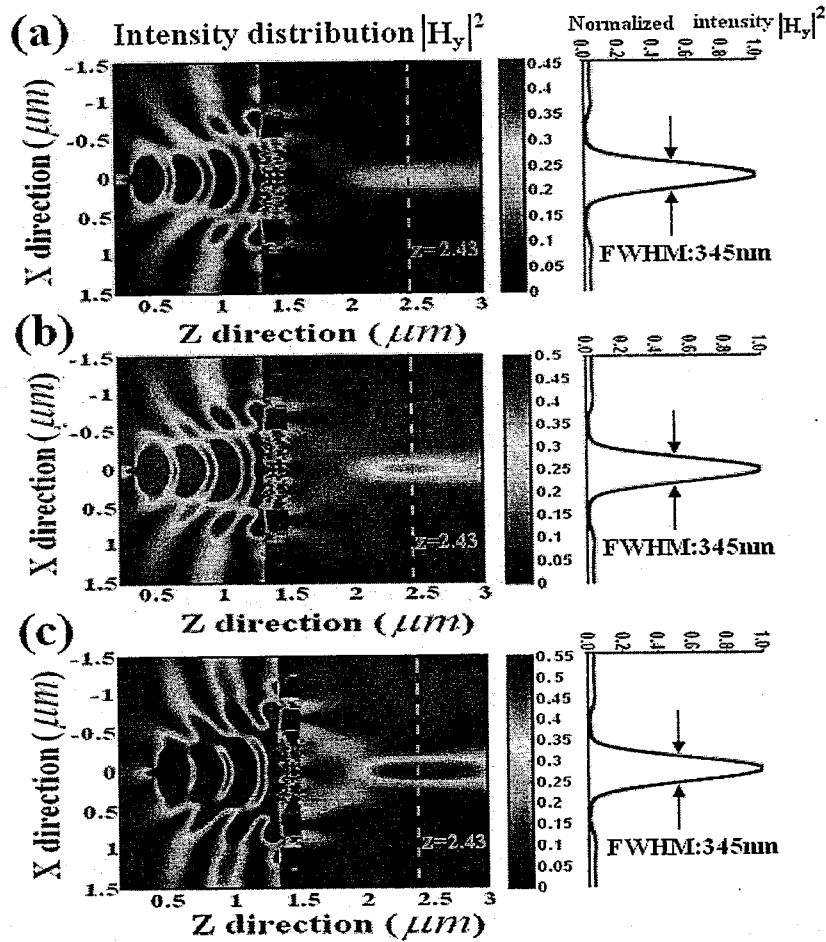 (a) Intensity distribution |Hy|² Normalized intensity |Hy|²
0.0 0.2 0.4 0.6 0.8 1.0
X direction (μm)
-1.5
-1
-0.5
0
0.5
1
1.5
z=2.43
0.5 1 1.5 2 2.5 3
Z direction (μm)
0.45
0.4
0.35
0.3
0.25
0.2
0.15
0.1
0.05
0
FWHM:345nm
(b)
0.0 0.2 0.4 0.6 0.8 1.0
X direction (μm)
-1.5
-1
-0.5
0
0.5
1
1.5
z=2.43
0.5 1 1.5 2 2.5 3
Z direction (μm)
0.5
0.45
0.4
0.35
0.3
0.25
0.2
0.15
0.1
0.05
0
FWHM:345nm
(c)
0.0 0.2 0.4 0.6 0.8 1.0
X direction (μm)
-1.5
-1
-0.5
0
0.5
1
1.5
z=2.43
0.5 1 1.5 2 2.5 3
Z direction (μm)
0.55
0.5
0.45
0.4
0.35
0.3
0.25
0.2
0.15
0.1
0.05
0
FWHM:345nm